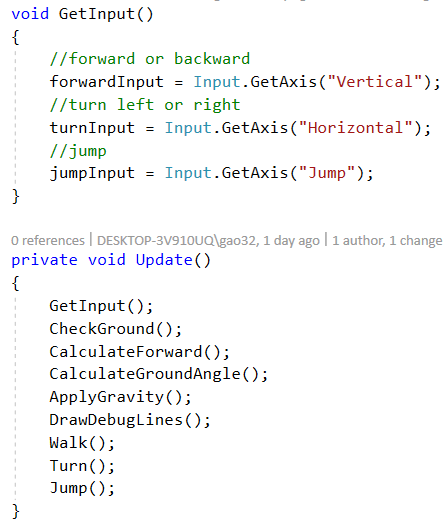 void GetInput()
{
//forward or backward
forwardInput = Input.GetAxis("Vertical");
//turn left or right
turnInput = Input.GetAxis("Horizontal");
//jump
jumpInput = Input.GetAxis("Jump");
}
0 references | DESKTOP-3V910UQ\gao32, 1 day ago | 1 author, 1 change
private void Update()
{
GetInput();
CheckGround();
CalculateForward();
CalculateGroundAngle();
ApplyGravity();
DrawDebugLines();
Walk();
Turn();
Jump();
}